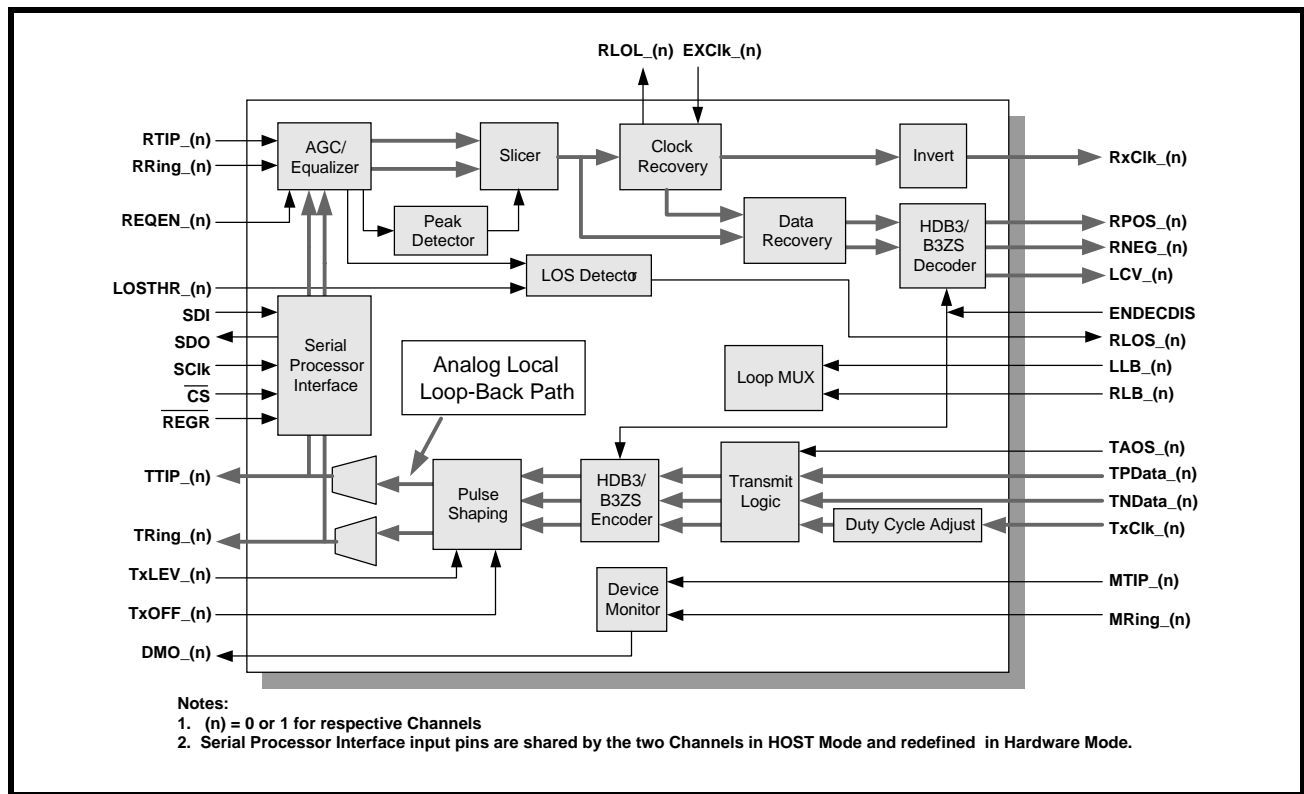 RLOL_(n) EXClk_(n)
RTIP_(n)
RRing_(n)
REQEN_(n)
LOSTHR_(n)
SDI
SDO
SClk
CS
REGR
TTIP_(n)
TRing_(n)
TxLEV_(n)
TxOFF_(n)
DMO_(n)
AGC/
Equalizer
Slicer
Clock
Recovery
Invert
Peak
Detector
Data
Recovery
HDB3/
B3ZS
Decoder
LOS Detector
Serial
Processor
Interface
Analog Local
Loop-Back Path
Loop MUX
Pulse
Shaping
HDB3/
B3ZS
Encoder
Transmit
Logic
Duty Cycle Adjust
Device
Monitor
RxClk_(n)
RPOS_(n)
RNEG_(n)
LCV_(n)
ENDECDIS
RLOS_(n)
LLB_(n)
RLB_(n)
TAOS_(n)
TPData_(n)
TNData_(n)
TxClk_(n)
MTIP_(n)
MRing_(n)
Notes:
1. (n) = 0 or 1 for respective Channels
2. Serial Processor Interface input pins are shared by the two Channels in HOST Mode and redefined in Hardware Mode.